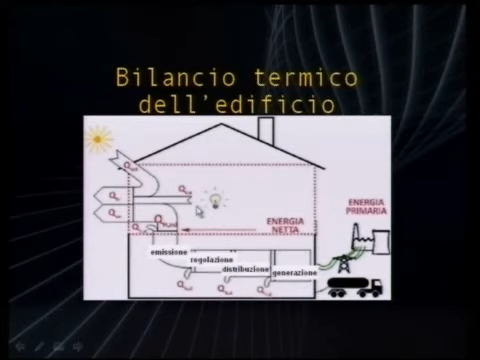 Bilancio termico
dell'edificio
ENERGIA
PRIMARIA
ENERGIA
NETTA
emissione
regolazione
distribuzione
generazione